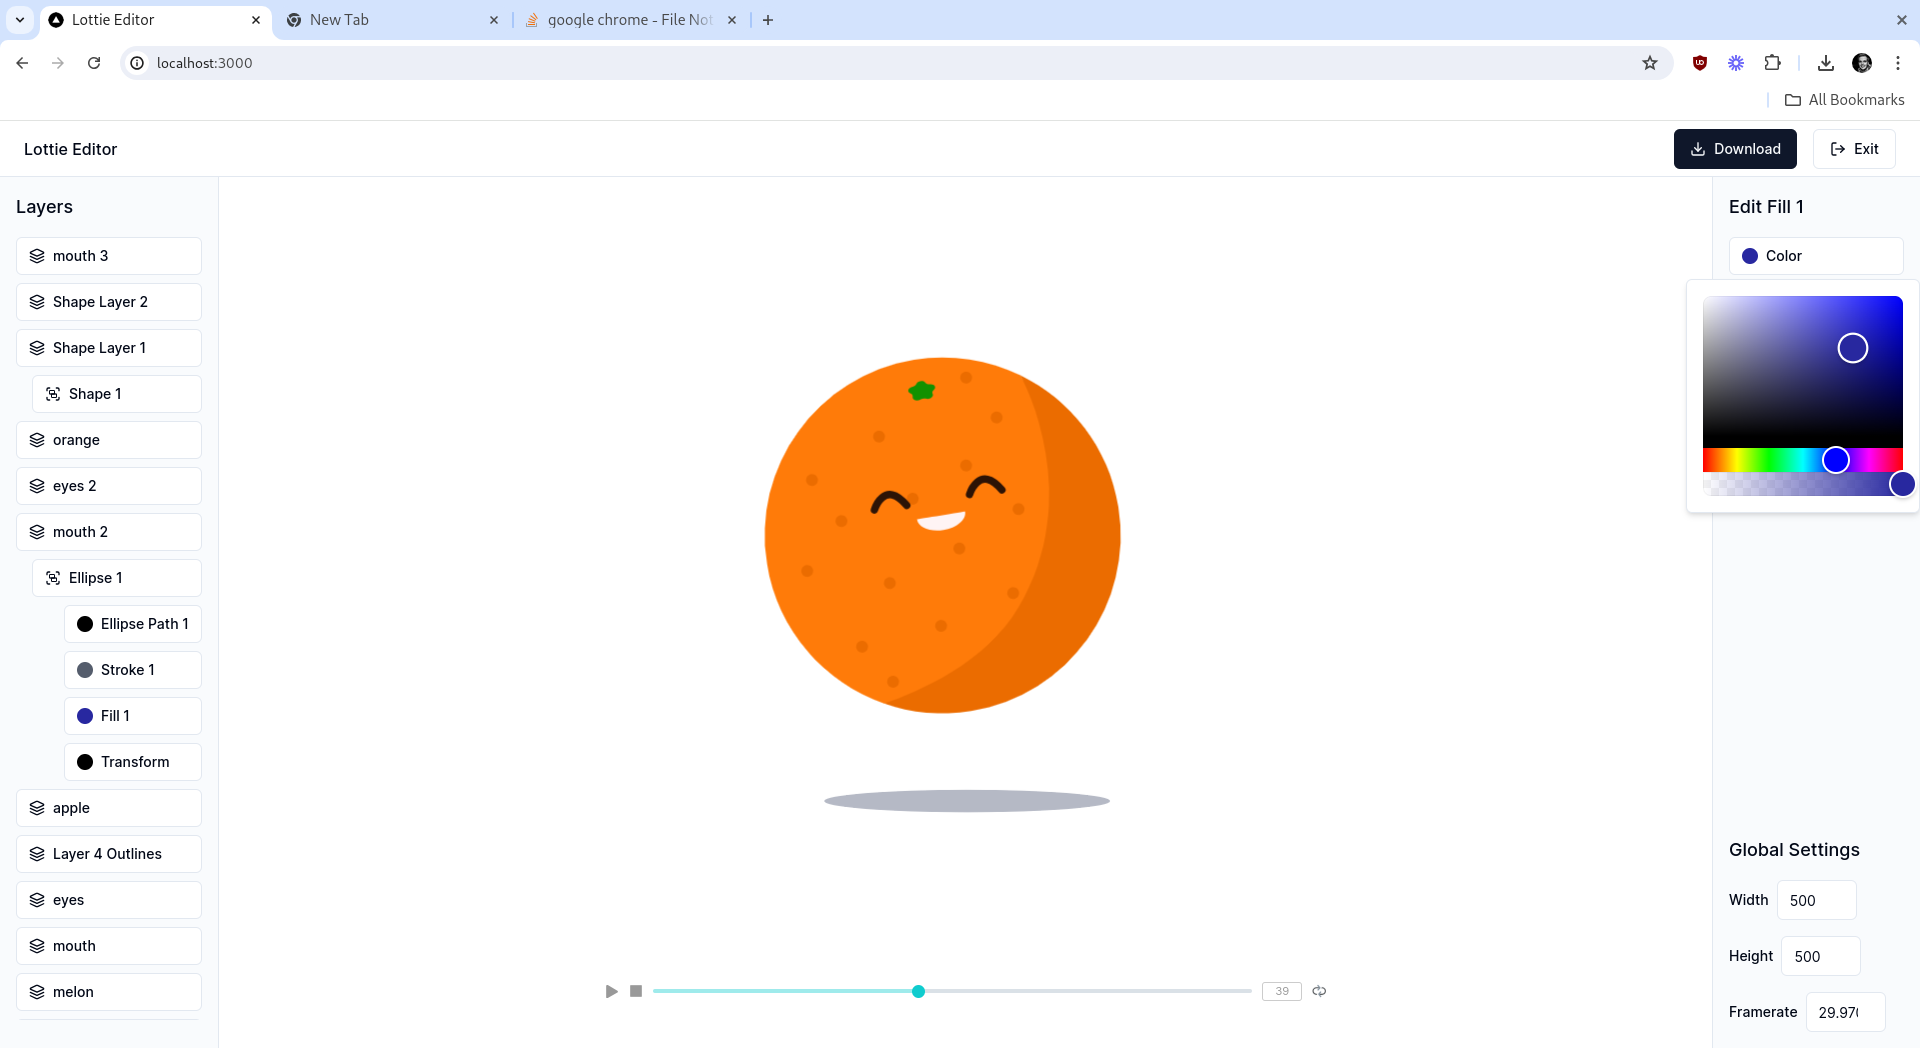 Lottie Editor
New Tab
google chrome - File Not
localhost:3000
All Bookmarks
Lottie Editor
Download
Exit
Layers
mouth 3
Shape Layer 2
Shape Layer 1
Shape 1
orange
eyes 2
mouth 2
Ellipse 1
Ellipse Path 1
Stroke 1
Fill 1
Transform
apple
Layer 4 Outlines
eyes
mouth
melon
39
Edit Fill 1
Color
Global Settings
Width 500
Height 500
Framerate 29.970